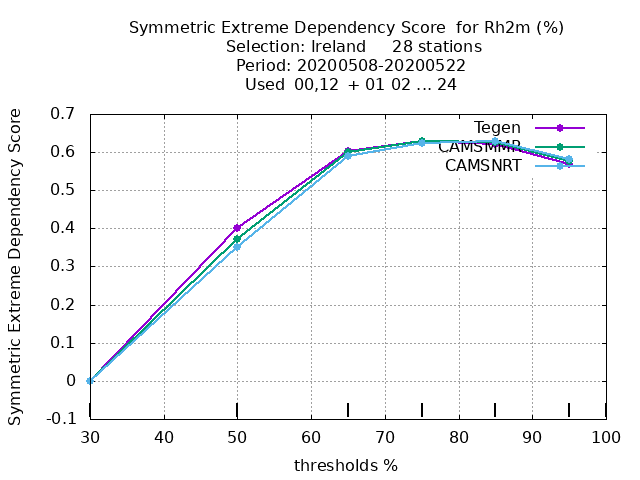 Symmetric Extreme Dependency Score for Rh2m (%)
Selection: Ireland 28 stations
Period: 20200508-20200522
Used 00,12 + 01 02 ... 24
Symmetric Extreme Dependency Score
0.7
0.6
0.5
0.4
0.3
0.2
0.1
0
-0.1
Tegen
CAMSMMR
CAMSNRT
30 40 50 60 70 80 90 100
thresholds %